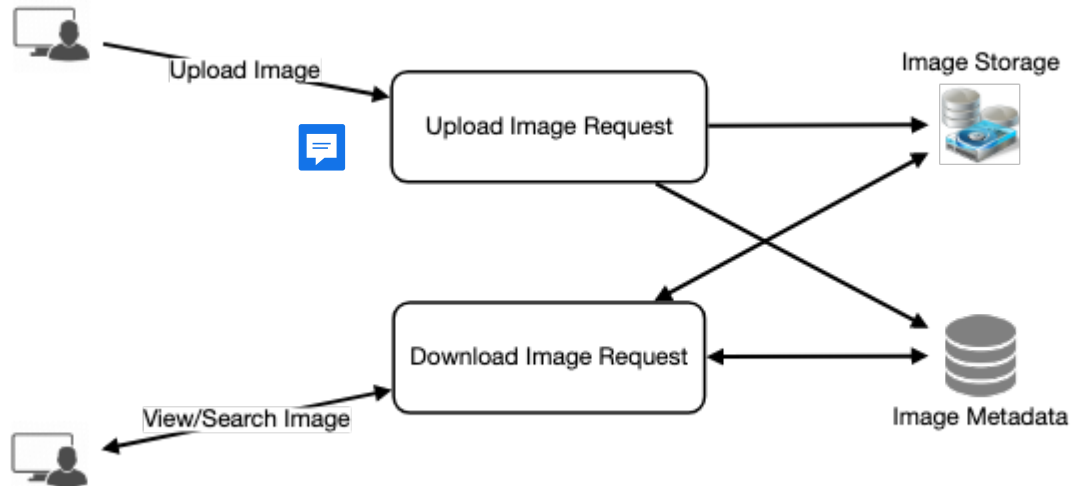 Upload Image
Image Storage
Upload Image Request
Download Image Request
View/Search Image
Image Metadata